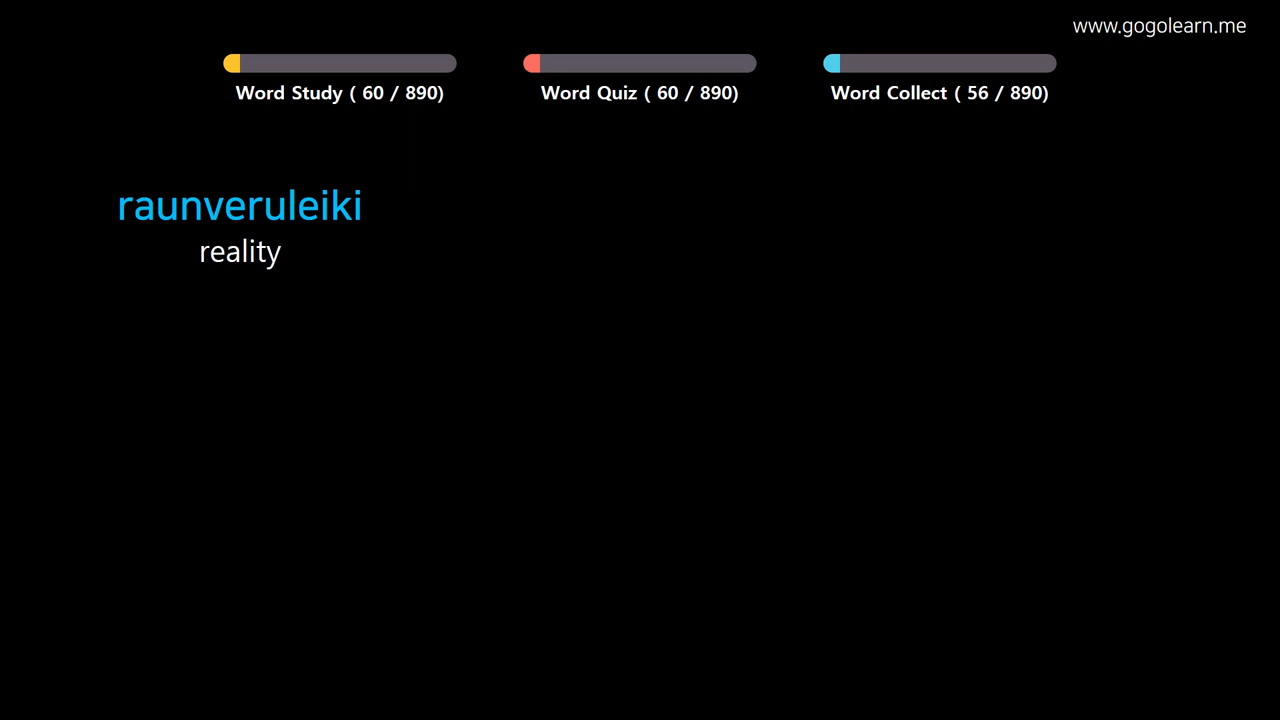 www.gogolearn.me
Word Study ( 60 / 890)
Word Quiz ( 60 / 890)
Word Collect ( 56 / 890)
raunveruleiki
reality